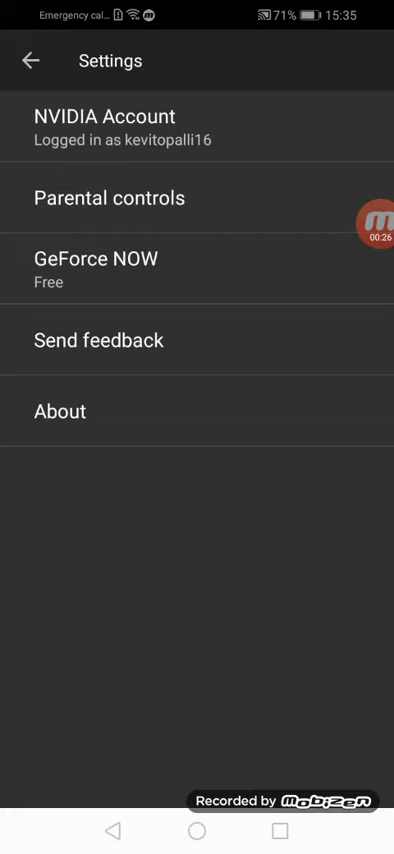 Emergency cal... 71% 15:35
Settings
NVIDIA Account
Logged in as kevitopalli16
Parental controls
00:26
GeForce NOW
Free
Send feedback
About
Recorded by mobizen